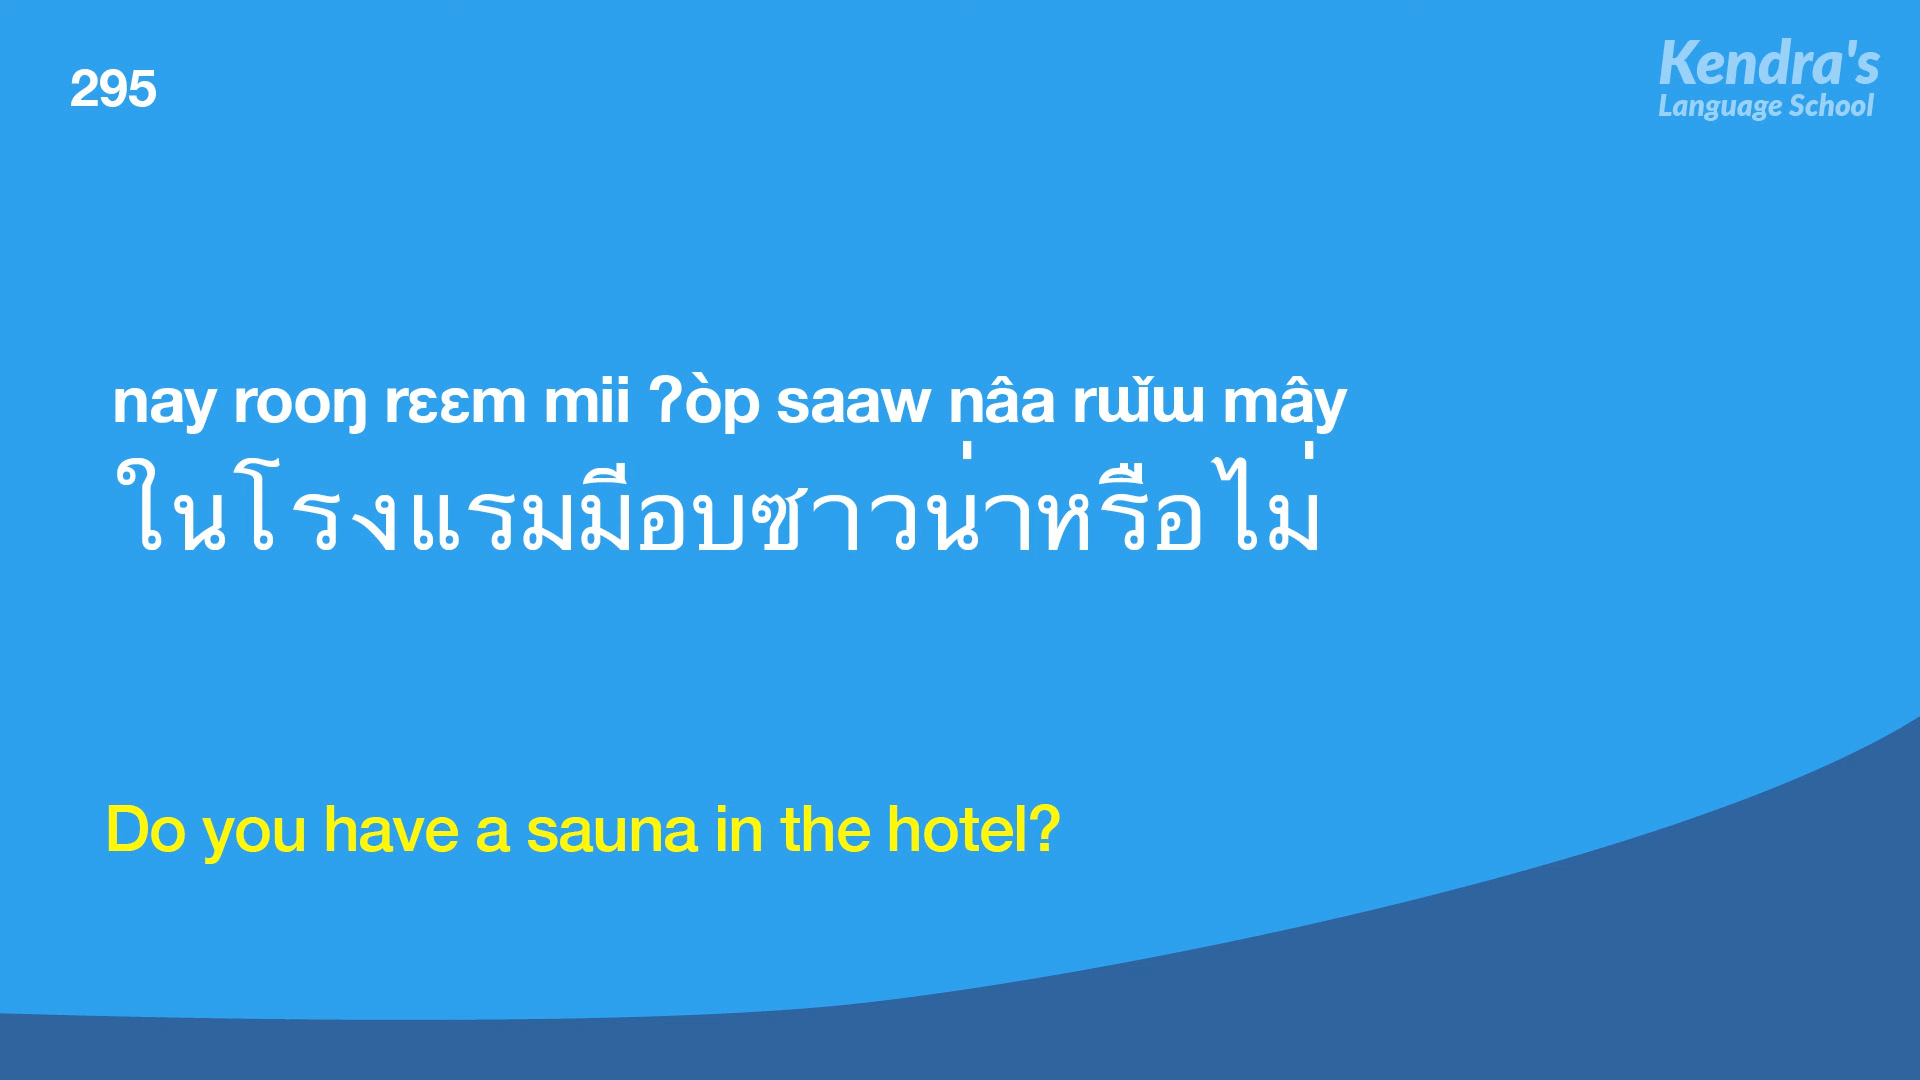 295
Kendra's
Language School
nay rooŋ rɛɛm mii ʔòp saaw nâa rɯ̌ɯ mây
ในโรงแรมมีอบซาวน่าหรือไม่
Do you have a sauna in the hotel?